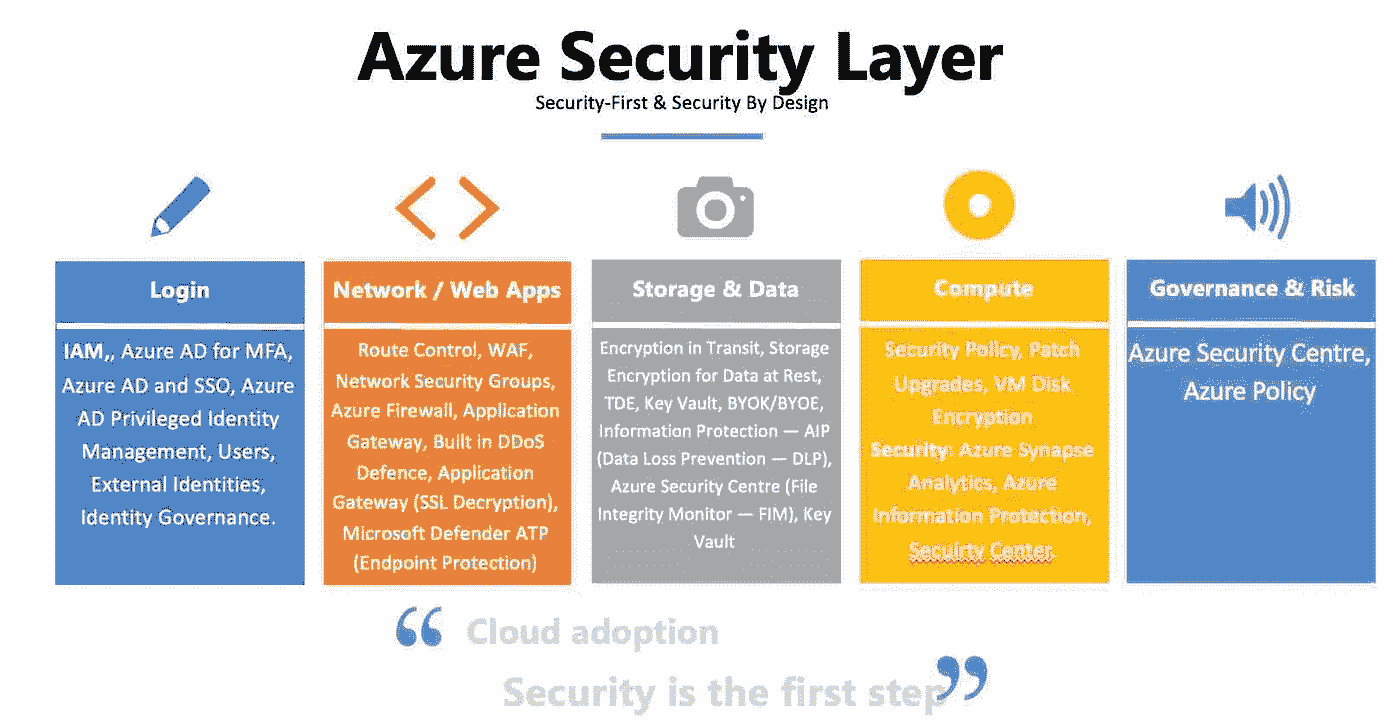 Azure Security Layer
Security-First & Security By Design
Login
IAM,, Azure AD for MFA,
Azure AD and SSO, Azure
AD Privileged Identity
Management, Users,
External Identities,
Identity Governance.
Network / Web Apps
Route Control, WAF,
Network Security Groups,
Azure Firewall, Application
Gateway, Built in DDoS
Defence, Application
Gateway (SSL Decryption),
Microsoft Defender ATP
(Endpoint Protection)
Storage & Data
Encryption in Transit, Storage
Encryption for Data at Rest,
TDE, Key Vault, BYOK/BYOE,
Information Protection — AIP
(Data Loss Prevention — DLP),
Azure Security Centre (File
Integrity Monitor — FIM), Key
Vault
Compute
Security Policy, Patch
Upgrades, VM Disk
Encryption
Security: Azure Synapse
Analytics, Azure
Information Protection,
Secuirty Center.
Governance & Risk
Azure Security Centre,
Azure Policy
“ Cloud adoption
Security is the first step ”